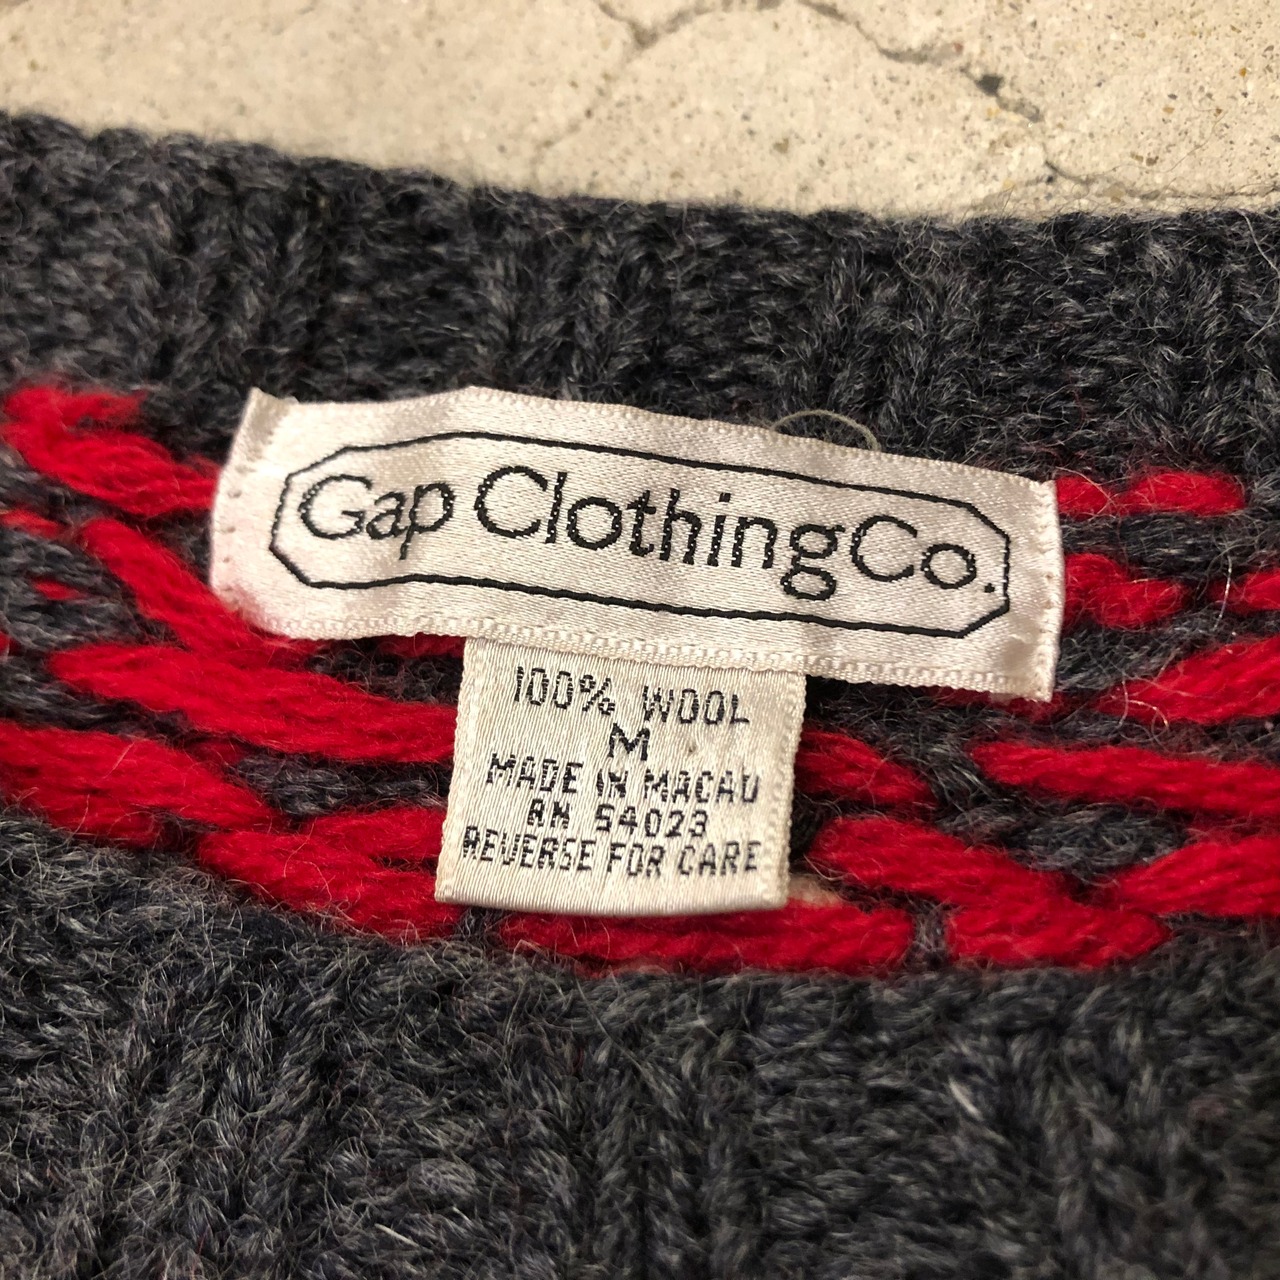 Gap Clothing Co.
100% WOOL
M
MADE IN MACAU
RN 54023
REVERSE FOR CARE